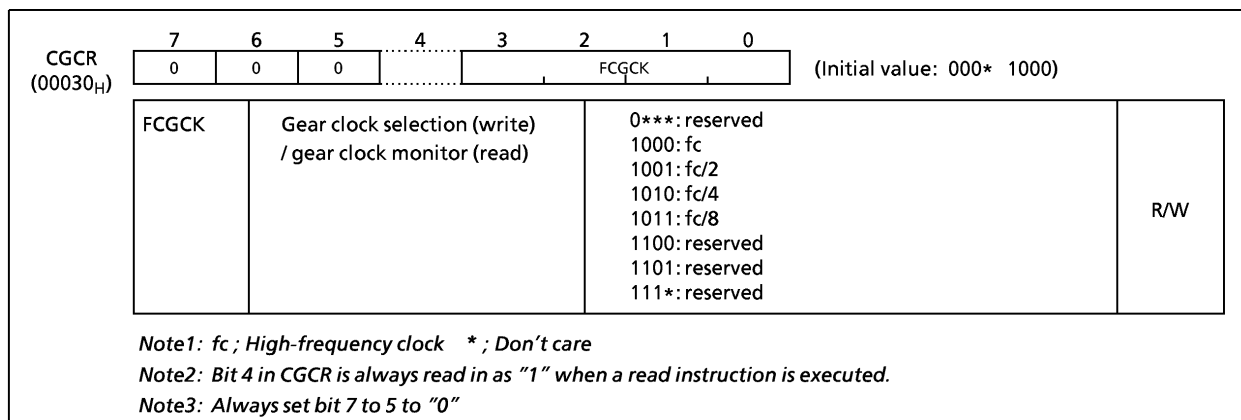 7 6 5 4 3 2 1 0
CGCR
(00030H)
0 0 0 FCGCK (Initial value: 000* 1000)
FCGCK
Gear clock selection (write)
/ gear clock monitor (read)
0***: reserved
1000: fc
1001: fc/2
1010: fc/4
1011: fc/8
1100: reserved
1101: reserved
111*: reserved
R/W
Note1: fc ; High-frequency clock * ; Don't care
Note2: Bit 4 in CGCR is always read in as "1" when a read instruction is executed.
Note3: Always set bit 7 to 5 to "0"